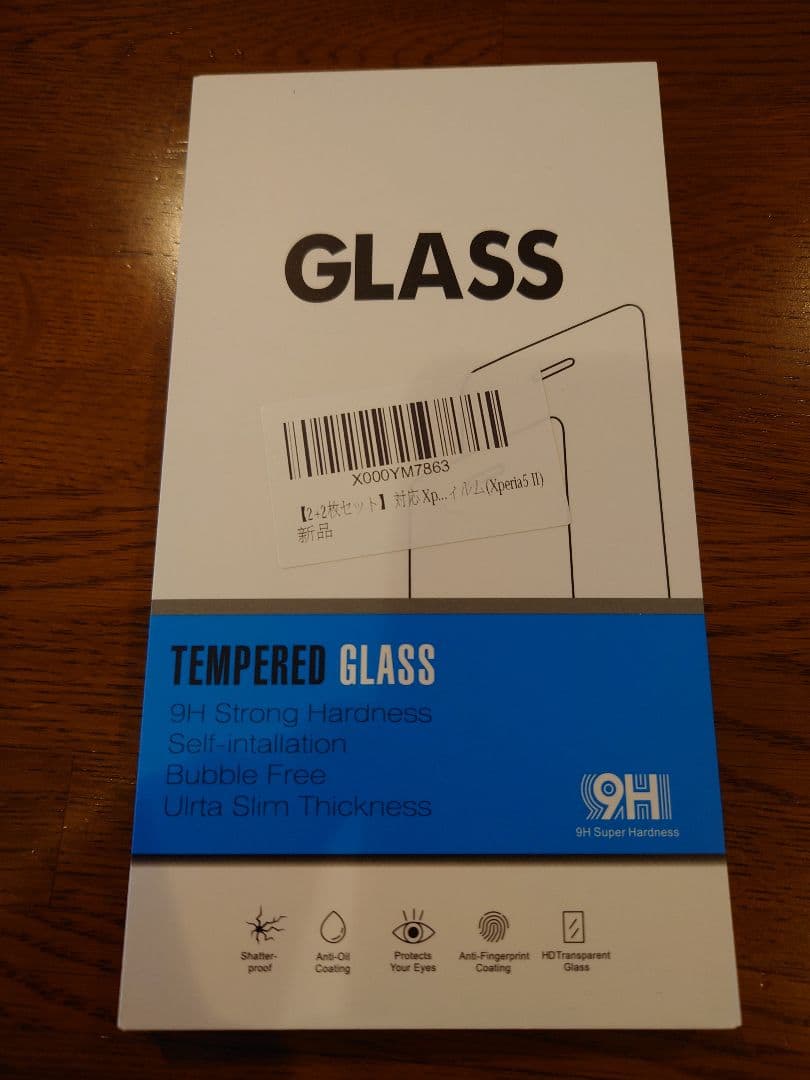 GLASS
X000YM7863
【2+2枚セット】 対応 Xp...ィルム(Xperia5 II)
新品
TEMPERED GLASS
9H Strong Hardness
Self-intallation
Bubble Free
Ulrta Slim Thickness
9H
9H Super Hardness
Shatter-
proof
Anti-Oil
Coating
Protects
Your Eyes
Anti-Fingerprint
Coating
HDTransparent
Glass